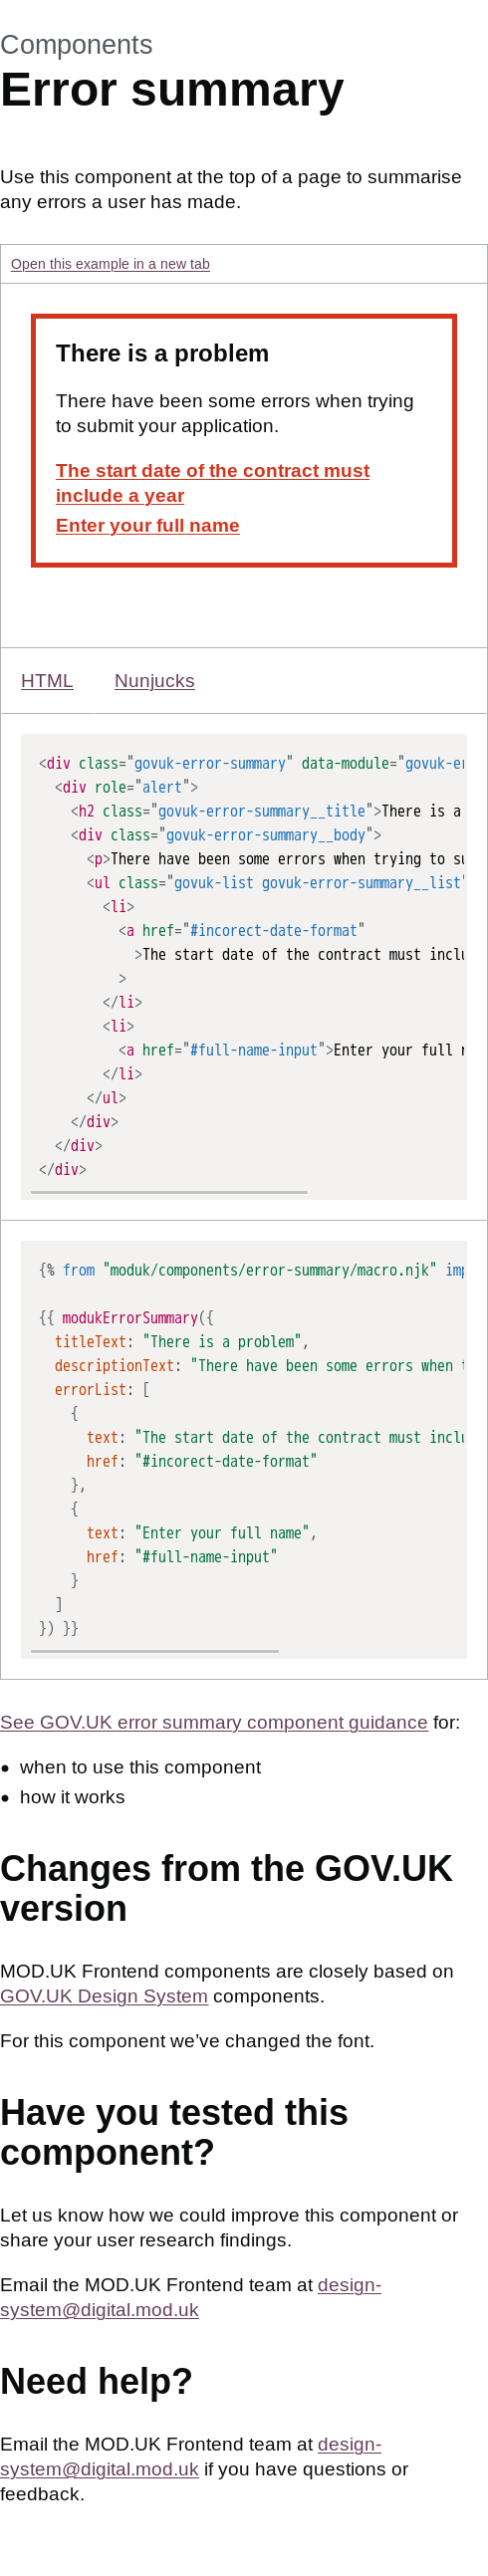 Components
Error summary
Use this component at the top of a page to summarise
any errors a user has made.
Open this example in a new tab
There is a problem
There have been some errors when trying
to submit your application.
The start date of the contract must
include a year
Enter your full name
HTML Nunjucks
<div class="govuk-error-summary" data-module="govuk-er
<div role="alert">
<h2 class="govuk-error-summary__title">There is a
<div class="govuk-error-summary__body">
<p>There have been some errors when trying to su
<ul class="govuk-list govuk-error-summary__list"
<li>
<a href="#incorect-date-format"
>The start date of the contract must inclu
>
</li>
<li>
<a href="#full-name-input">Enter your full n
</li>
</ul>
</div>
</div>
</div>
{% from "moduk/components/error-summary/macro.njk" imp
{{ modukErrorSummary({
titleText: "There is a problem",
descriptionText: "There have been some errors when t
errorList: [
{
text: "The start date of the contract must inclu
href: "#incorect-date-format"
},
{
text: "Enter your full name",
href: "#full-name-input"
}
]
}) }}
See GOV.UK error summary component guidance for:
• when to use this component
• how it works
Changes from the GOV.UK
version
MOD.UK Frontend components are closely based on
GOV.UK Design System components.
For this component we’ve changed the font.
Have you tested this
component?
Let us know how we could improve this component or
share your user research findings.
Email the MOD.UK Frontend team at design-
system@digital.mod.uk
Need help?
Email the MOD.UK Frontend team at design-
system@digital.mod.uk if you have questions or
feedback.